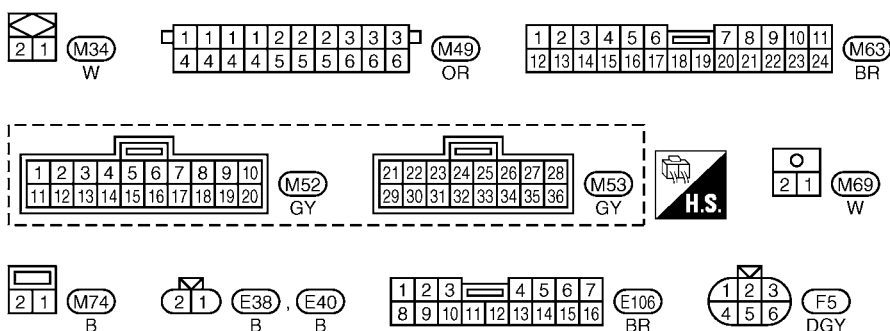 2 1 M34 W
1 1 1 1 2 2 2 3 3 3 M49
4 4 4 4 5 5 5 6 6 6 OR
1 2 3 4 5 6 7 8 9 10 11 M63
12 13 14 15 16 17 18 19 20 21 22 23 24 BR
1 2 3 4 5 6 7 8 9 10 M52
11 12 13 14 15 16 17 18 19 20 GY
21 22 23 24 25 26 27 28 M53
29 30 31 32 33 34 35 36 GY
H.S.
2 1 M69 W
2 1 M74 B
2 1 E38 , E40
B B
1 2 3 4 5 6 7 E106
8 9 10 11 12 13 14 15 16 BR
1 2 3 F5
4 5 6 DGY